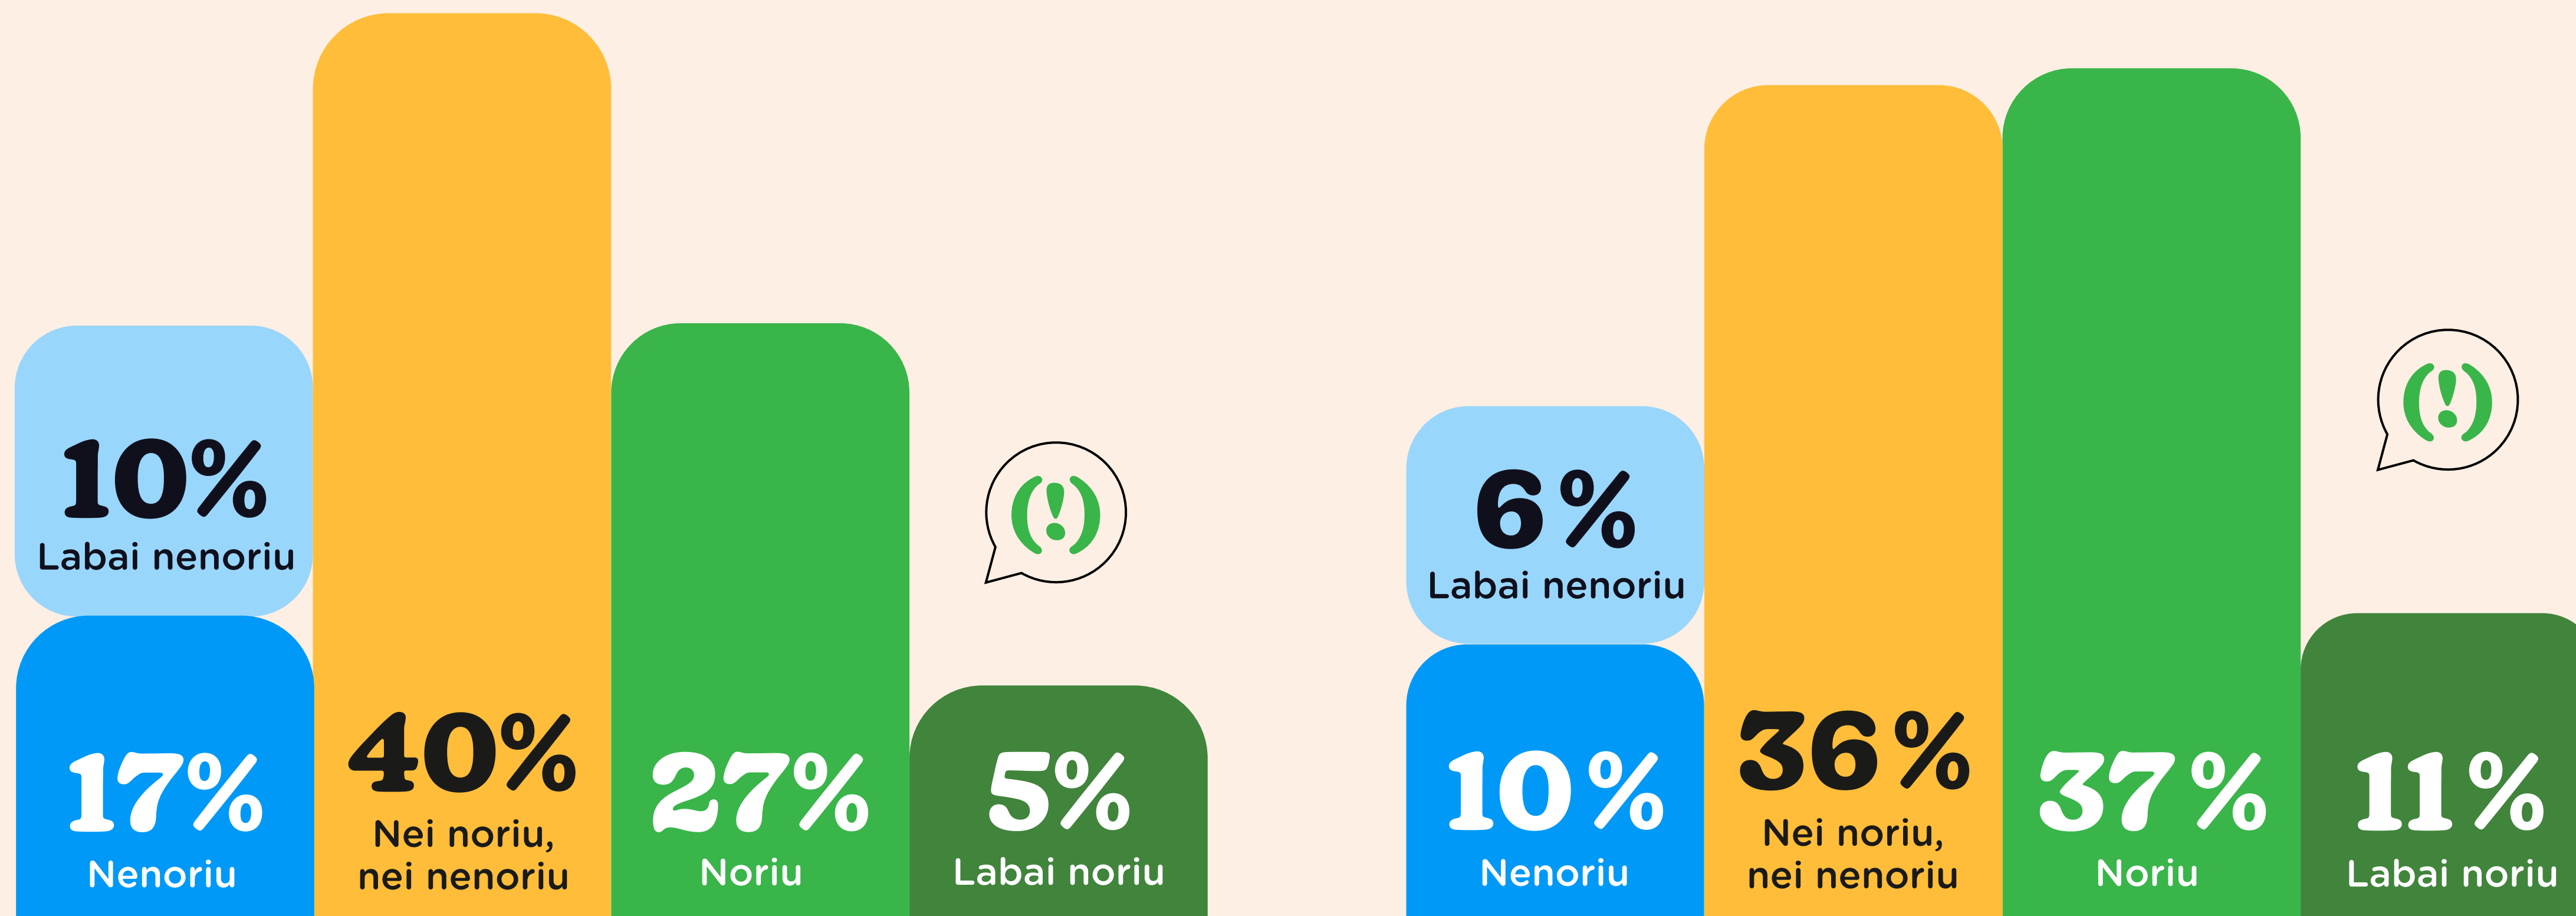 10%
Labai nenoriu
17%
Nenoriu
40%
Nei noriu,
nei nenoriu
27%
Noriu
(!)
5%
Labai noriu
6%
Labai nenoriu
10%
Nenoriu
36%
Nei noriu,
nei nenoriu
37%
Noriu
(!)
11%
Labai noriu